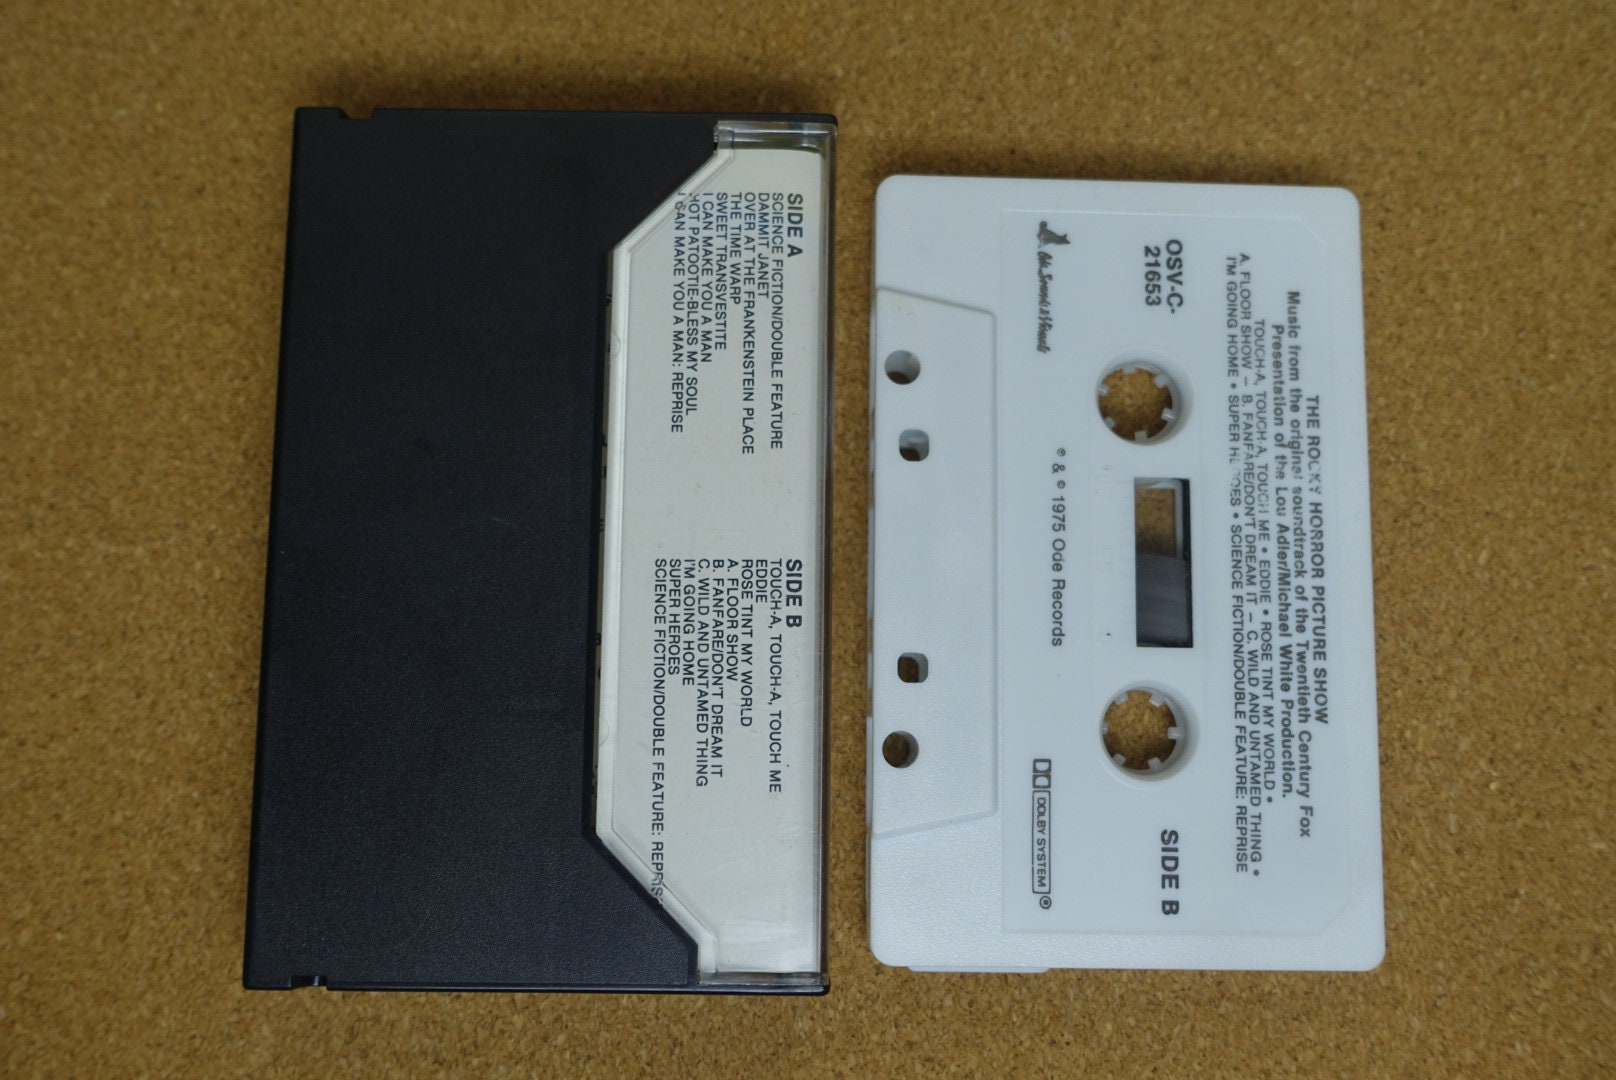 SIDE A
SCIENCE FICTION/DOUBLE FEATURE
DAMMIT JANET
OVER AT THE FRANKENSTEIN PLACE
THE TIME WARP
SWEET TRANSVESTITE
I CAN MAKE YOU A MAN
HOT PATOOTIE-BLESS MY SOUL
I CAN MAKE YOU A MAN: REPRISE
SIDE B
TOUCH-A, TOUCH-A, TOUCH ME
EDDIE
ROSE TINT MY WORLD
A. FLOOR SHOW
B. FANFARE/DON'T DREAM IT
C. WILD AND UNTAMED THING
I'M GOING HOME
SUPER HEROES
SCIENCE FICTION/DOUBLE FEATURE: REPRISE
THE ROCKY HORROR PICTURE SHOW
Music from the original soundtrack of the Twentieth Century Fox
Presentation of the Lou Adler/Michael White Production.
TOUCH-A, TOUCH-A, TOUCH ME • EDDIE • ROSE TINT MY WORLD •
A. FLOOR SHOW – B. FANFARE/DON'T DREAM IT – C. WILD AND UNTAMED THING •
I'M GOING HOME • SUPER HEROES • SCIENCE FICTION/DOUBLE FEATURE: REPRISE
OSV-C-
21653
SIDE B
℗ & © 1975 Ode Records
Ode Sounds & Visuals
DOLBY SYSTEM ®